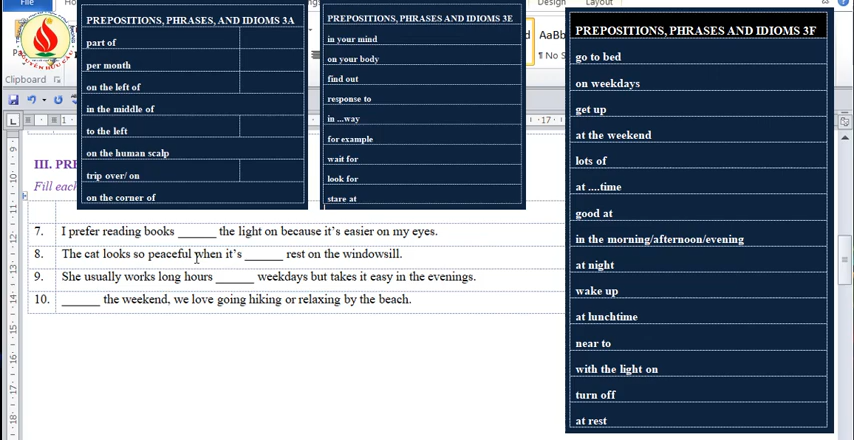 File
Design
Layout
Clipboard
AaBb
No S
NGUYỄN HỮU CẦU
17
PREPOSITIONS, PHRASES, AND IDIOMS 3A
part of
per month
on the left of
in the middle of
to the left
on the human scalp
trip over/ on
on the corner of
PREPOSITIONS, PHRASES AND IDIOMS 3E
in your mind
on your body
find out
response to
in ...way
for example
wait for
look for
stare at
PREPOSITIONS, PHRASES AND IDIOMS 3F
go to bed
on weekdays
get up
at the weekend
lots of
at ....time
good at
in the morning/afternoon/evening
at night
wake up
at lunchtime
near to
with the light on
turn off
at rest
III. PR
Fill each
7. I prefer reading books ______ the light on because it's easier on my eyes.
8. The cat looks so peaceful when it's ______ rest on the windowsill.
9. She usually works long hours ______ weekdays but takes it easy in the evenings.
10. ______ the weekend, we love going hiking or relaxing by the beach.